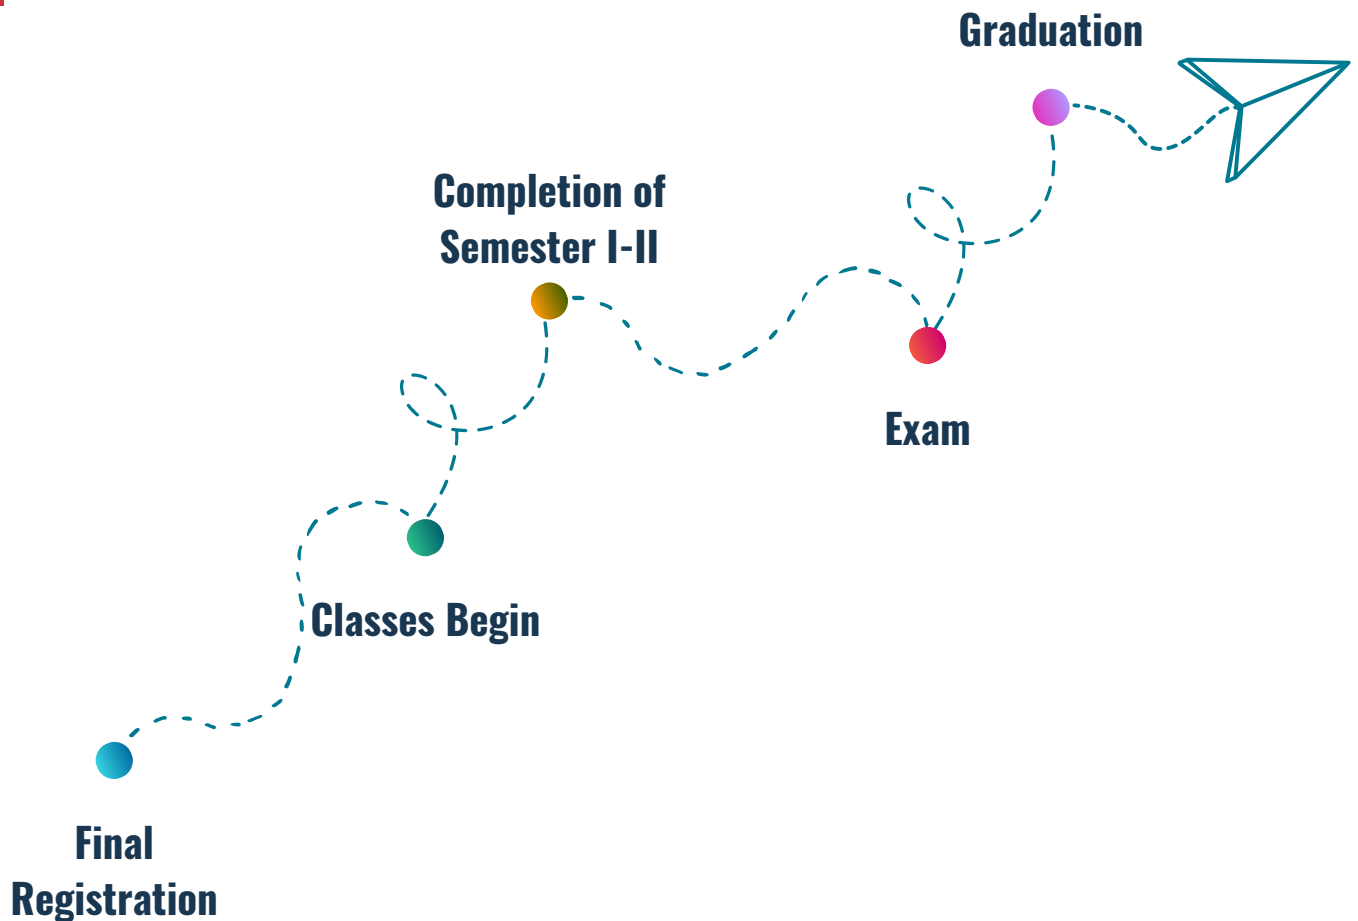 Graduation
Completion of
Semester I-II
Exam
Classes Begin
Final
Registration